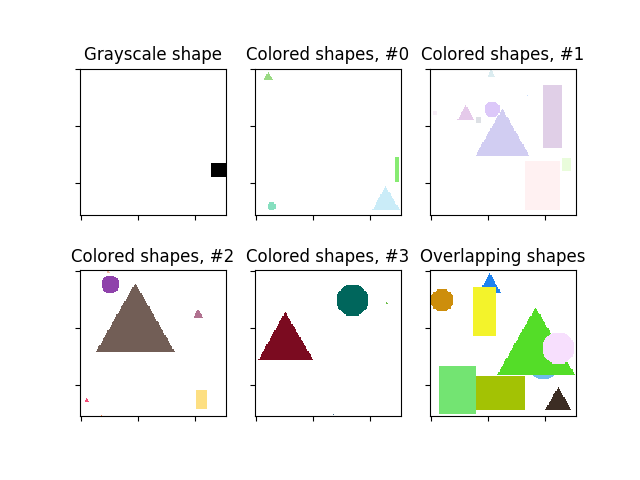 Grayscale shape
Colored shapes, #0
Colored shapes, #1
Colored shapes, #2
Colored shapes, #3
Overlapping shapes